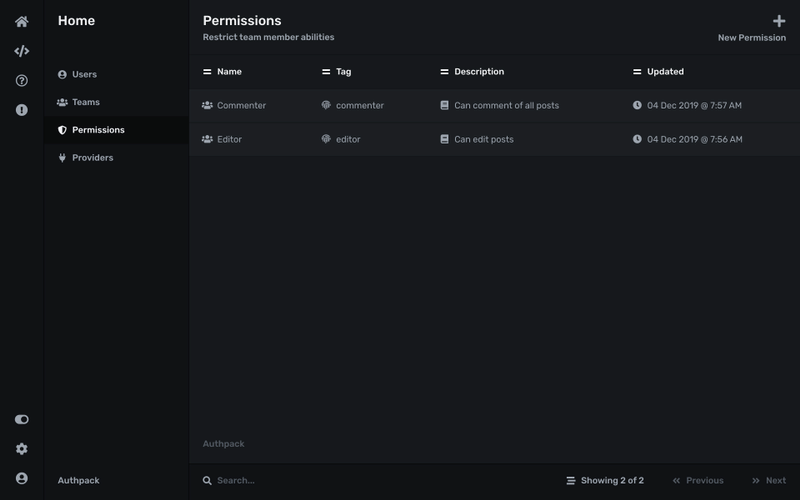 Home
Users
Teams
Permissions
Providers
Authpack
Permissions
Restrict team member abilities
New Permission
Name Tag Description Updated
Commenter commenter Can comment of all posts 04 Dec 2019 @ 7:57 AM
Editor editor Can edit posts 04 Dec 2019 @ 7:56 AM
Authpack
Search... Showing 2 of 2 Previous Next